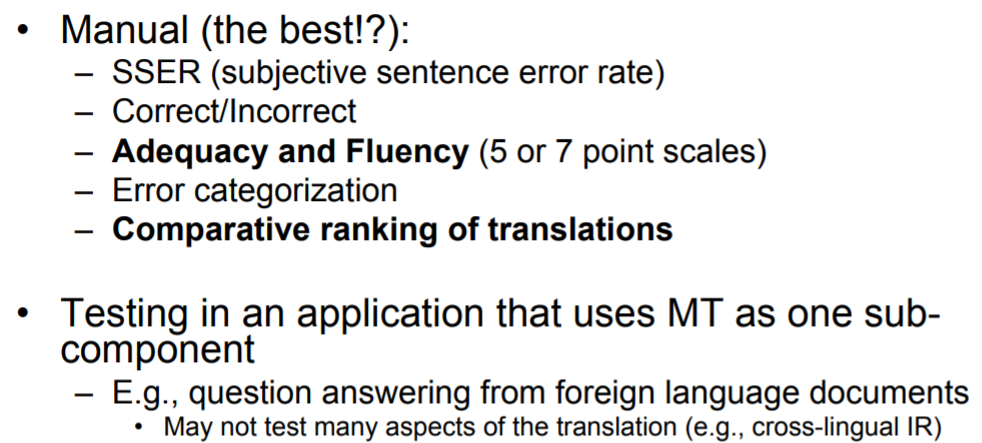 • Manual (the best!?):
– SSER (subjective sentence error rate)
– Correct/Incorrect
– Adequacy and Fluency (5 or 7 point scales)
– Error categorization
– Comparative ranking of translations
• Testing in an application that uses MT as one sub-
component
– E.g., question answering from foreign language documents
• May not test many aspects of the translation (e.g., cross-lingual IR)